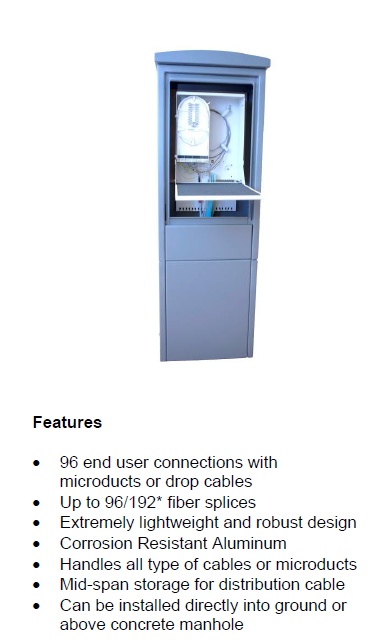 Features
• 96 end user connections with
microducts or drop cables
• Up to 96/192* fiber splices
• Extremely lightweight and robust design
• Corrosion Resistant Aluminum
• Handles all type of cables or microducts
• Mid-span storage for distribution cable
• Can be installed directly into ground or
above concrete manhole